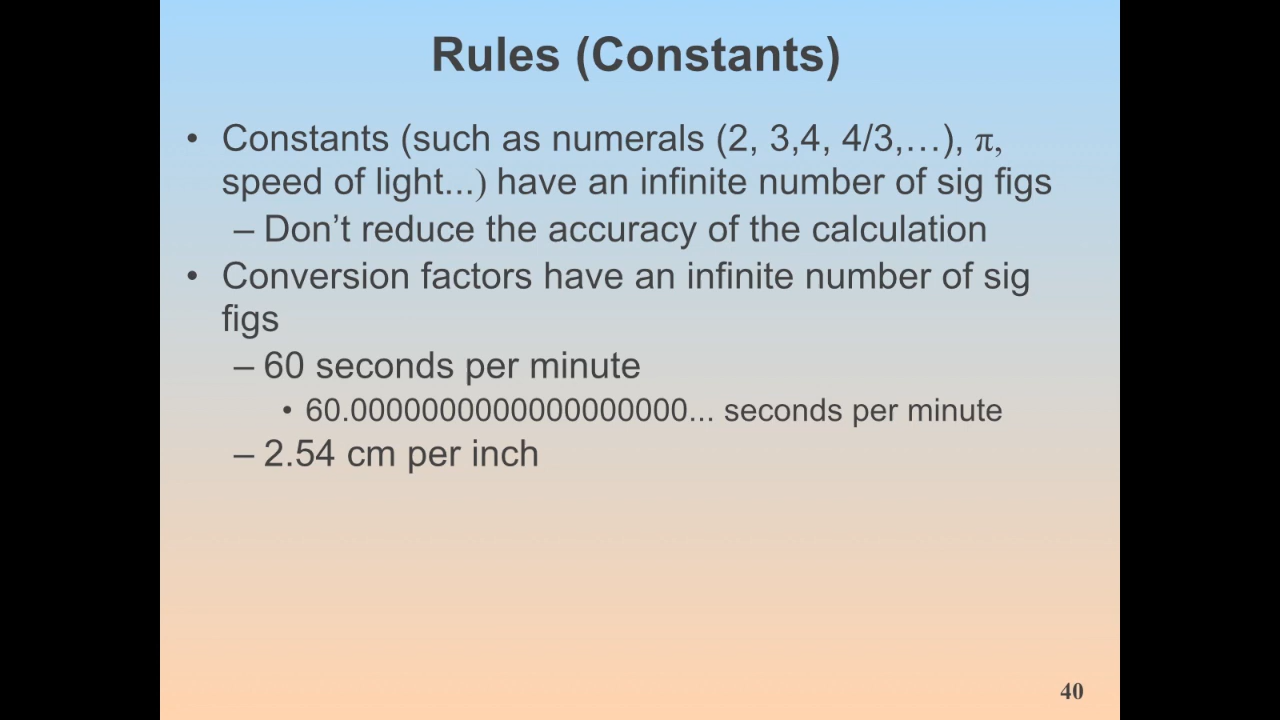 Rules (Constants)
• Constants (such as numerals (2, 3,4, 4/3,…), π,
speed of light...) have an infinite number of sig figs
– Don’t reduce the accuracy of the calculation
• Conversion factors have an infinite number of sig
figs
– 60 seconds per minute
• 60.0000000000000000000... seconds per minute
– 2.54 cm per inch
40